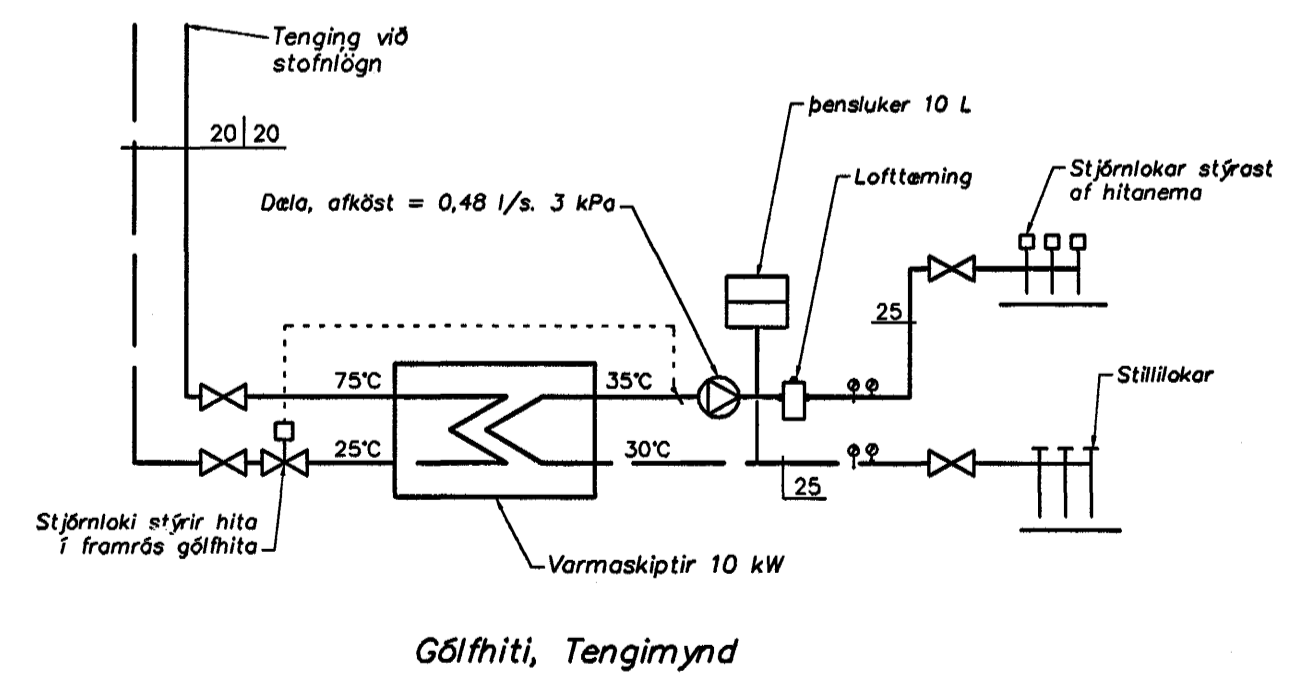 Tenging við
stofnlögn
20 20
þensluker 10 L
Lofttæming
Stjórnlokar stýrast
af hitanema
Dæla, afköst = 0,48 l/s. 3 kPa
25
75°C
35°C
Stillilokar
25°C
30°C
25
Stjórnloki stýrir hita
í framrás gólfhita
Varmaskiptir 10 kW
Gólfhiti, Tengimynd